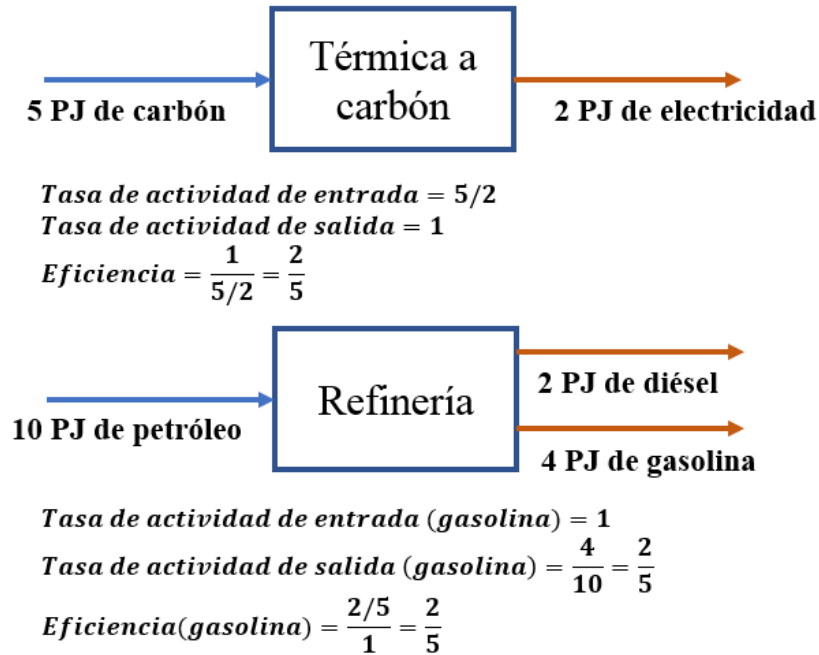 Térmica a
carbón
5 PJ de carbón
2 PJ de electricidad
Tasa de actividad de entrada = 5/2
Tasa de actividad de salida = 1
Eficiencia = 1/(5/2) = 2/5
Refinería
10 PJ de petróleo
2 PJ de diésel
4 PJ de gasolina
Tasa de actividad de entrada (gasolina) = 1
Tasa de actividad de salida (gasolina) = 4/10 = 2/5
Eficiencia(gasolina) = (2/5)/1 = 2/5